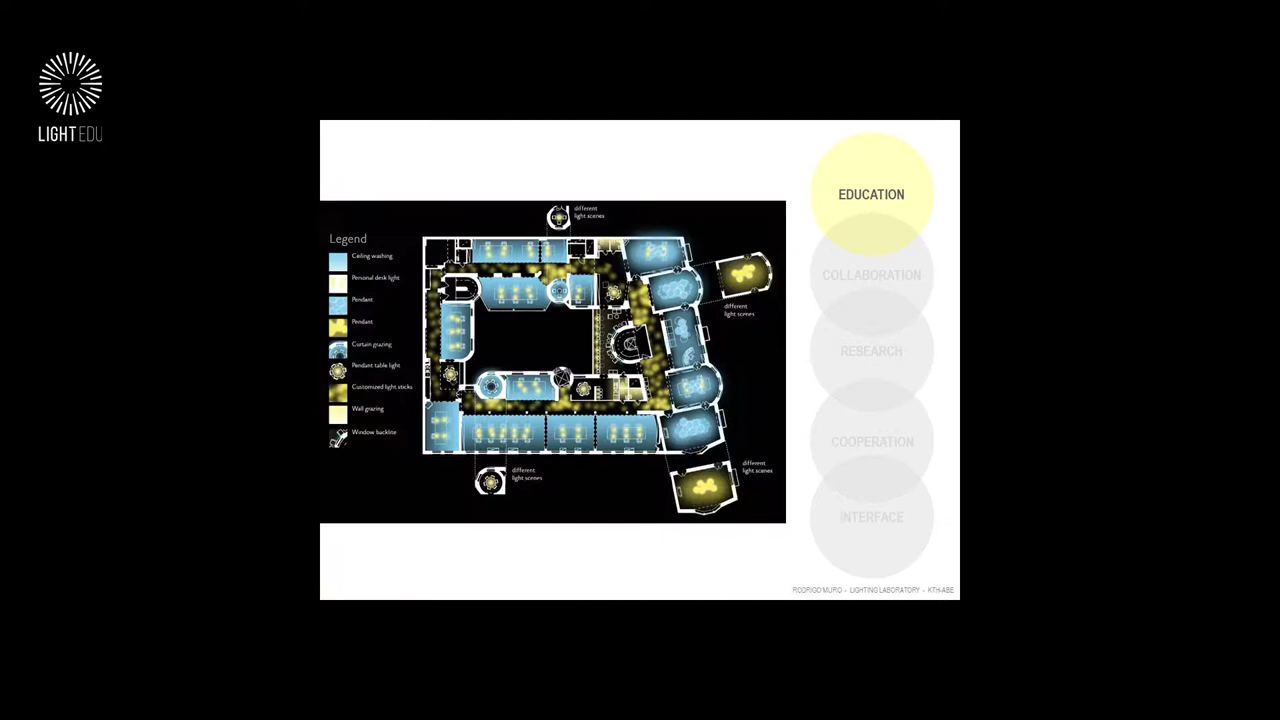 LIGHT EDU
Legend
Ceiling washing
Personal desk light
Pendant
Pendant
Curtain grazing
Pendant table light
Customized light sticks
Wall grazing
Window backlite
different
light scenes
different
light scenes
different
light scenes
different
light scenes
EDUCATION
COLLABORATION
RESEARCH
COOPERATION
INTERFACE
RODRIGO MURO - LIGHTING LABORATORY - KTH-ABE